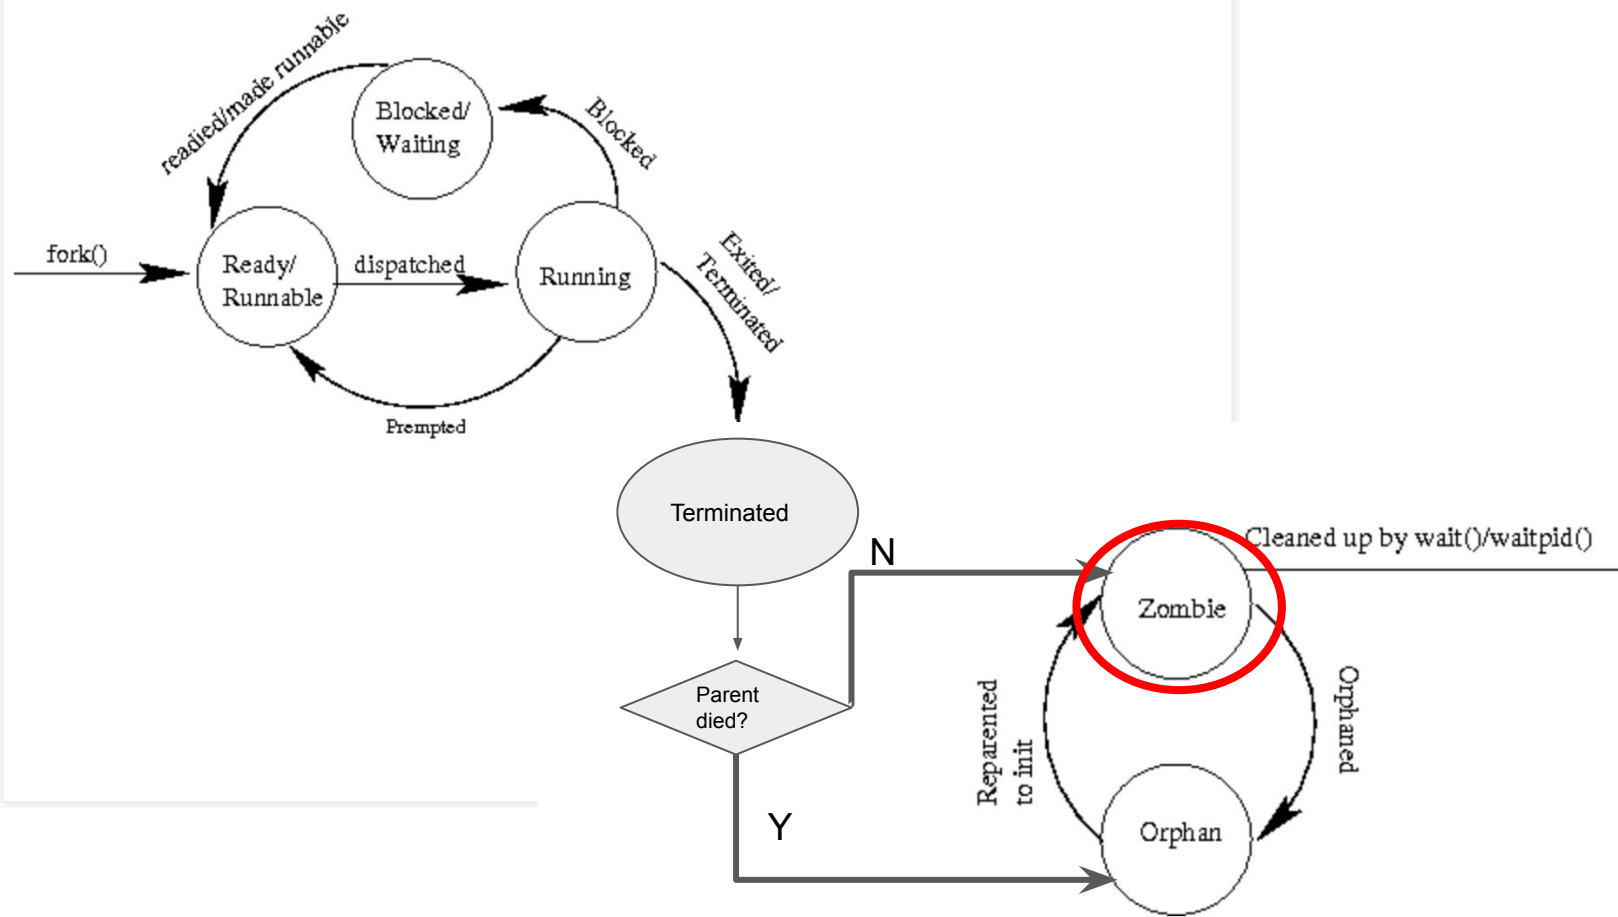 readied/made runnable
Blocked/
Waiting
Blocked
fork()
Ready/
Runnable
dispatched
Running
Exited/
Terminated
Prempted
Terminated
N
Cleaned up by wait()/waitpid()
Zombie
Parent
died?
Reparented
to init
Orphaned
Y
Orphan